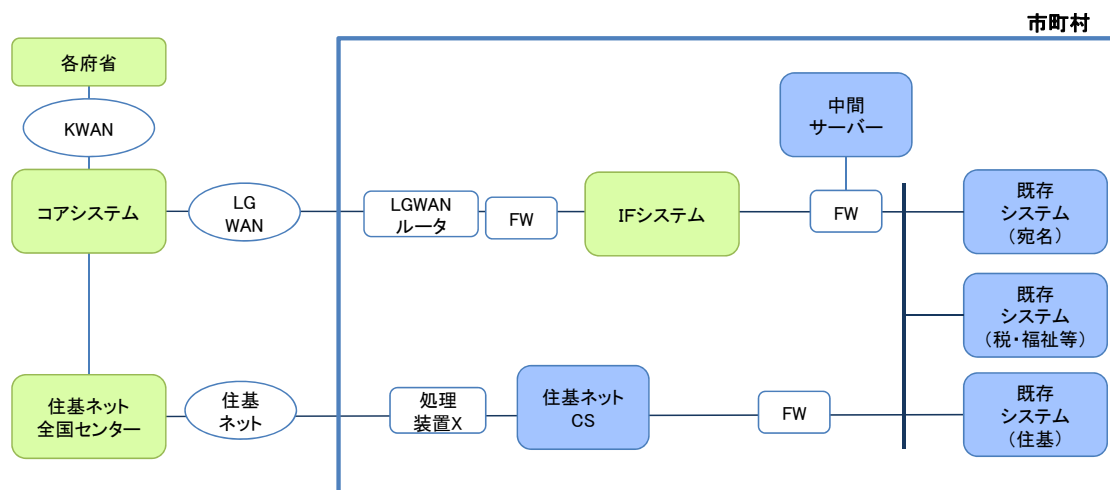 市町村
各府省
KWAN
中間
サーバー
コアシステム
LG
WAN
LGWAN
ルータ
FW
IFシステム
FW
既存
システム
（宛名）
既存
システム
（税・福祉等）
住基ネット
全国センター
住基
ネット
処理
装置X
住基ネット
CS
FW
既存
システム
（住基）